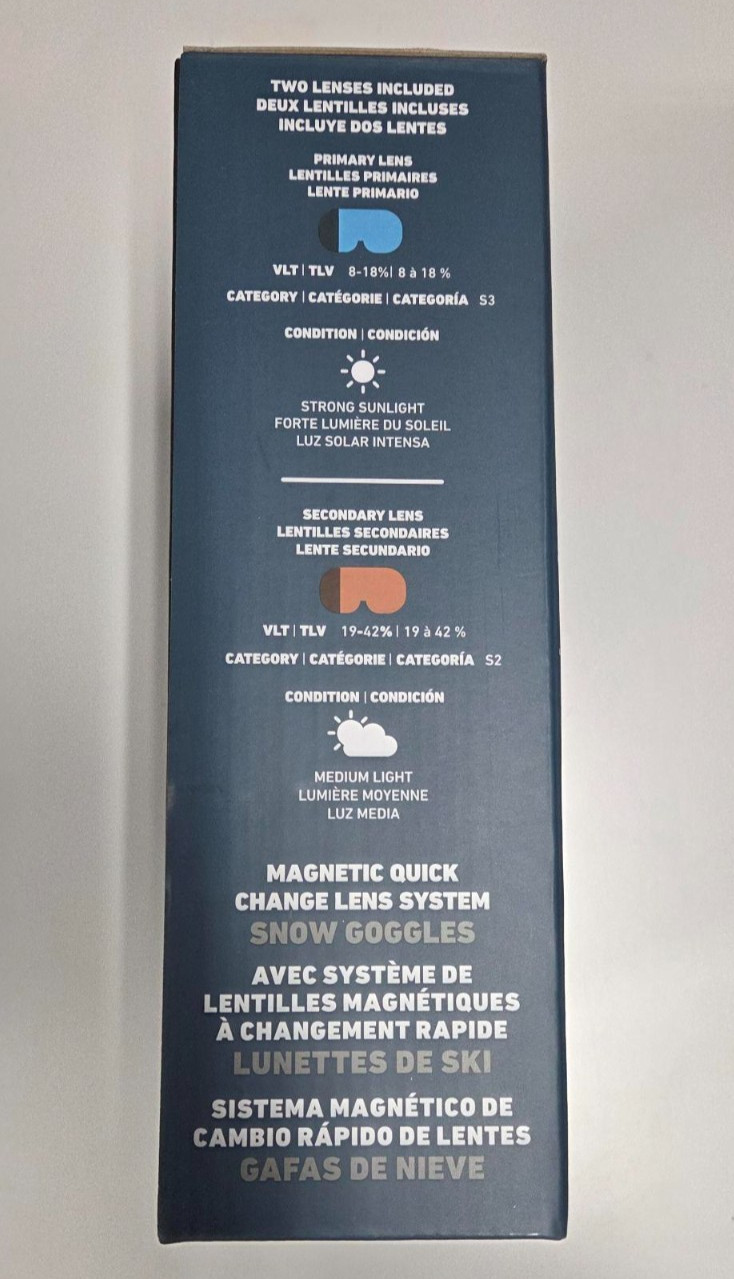 TWO LENSES INCLUDED
DEUX LENTILLES INCLUSES
INCLUYE DOS LENTES
PRIMARY LENS
LENTILLES PRIMAIRES
LENTE PRIMARIO
VLT | TLV 8-18%| 8 à 18 %
CATEGORY | CATÉGORIE | CATEGORÍA S3
CONDITION | CONDICIÓN
STRONG SUNLIGHT
FORTE LUMIÈRE DU SOLEIL
LUZ SOLAR INTENSA
SECONDARY LENS
LENTILLES SECONDAIRES
LENTE SECUNDARIO
VLT | TLV 19-42% | 19 à 42 %
CATEGORY | CATÉGORIE | CATEGORÍA S2
CONDITION | CONDICIÓN
MEDIUM LIGHT
LUMIÈRE MOYENNE
LUZ MEDIA
MAGNETIC QUICK
CHANGE LENS SYSTEM
SNOW GOGGLES
AVEC SYSTÈME DE
LENTILLES MAGNÉTIQUES
À CHANGEMENT RAPIDE
LUNETTES DE SKI
SISTEMA MAGNÉTICO DE
CAMBIO RÁPIDO DE LENTES
GAFAS DE NIEVE